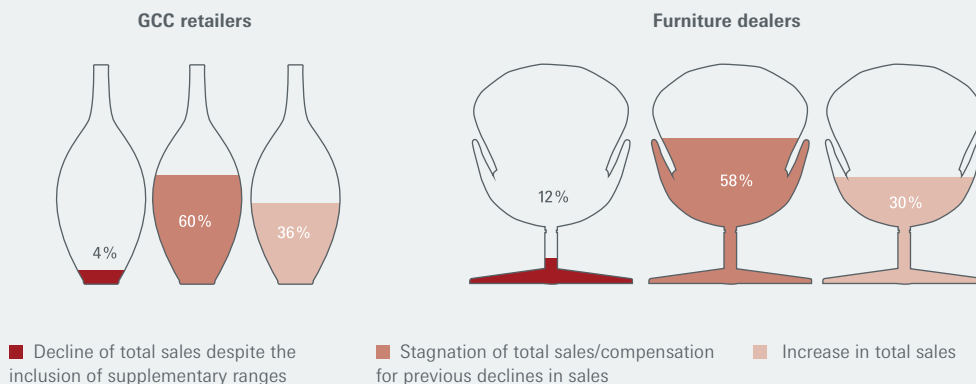 GCC retailers
Furniture dealers
4%
60%
36%
12%
58%
30%
Decline of total sales despite the
inclusion of supplementary ranges
Stagnation of total sales/compensation
for previous declines in sales
Increase in total sales